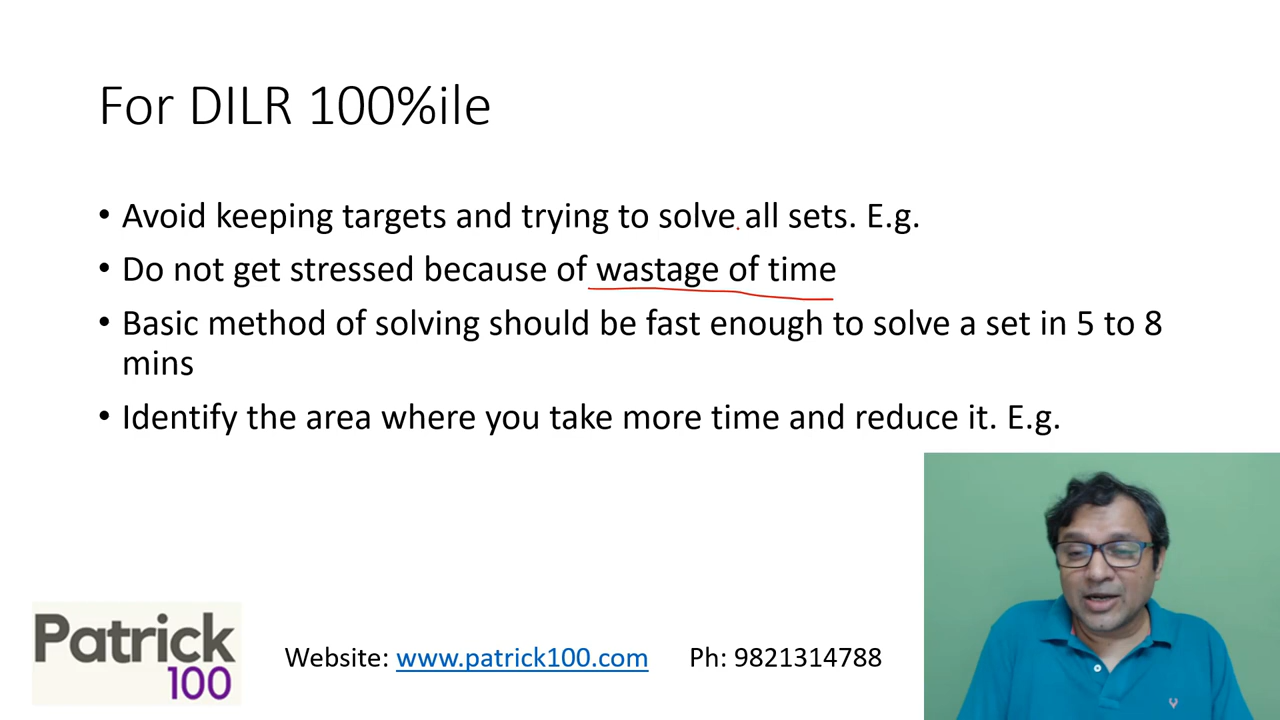 For DILR 100%ile
• Avoid keeping targets and trying to solve all sets. E.g.
• Do not get stressed because of wastage of time
• Basic method of solving should be fast enough to solve a set in 5 to 8
mins
• Identify the area where you take more time and reduce it. E.g.
Patrick
100
Website: www.patrick100.com Ph: 9821314788